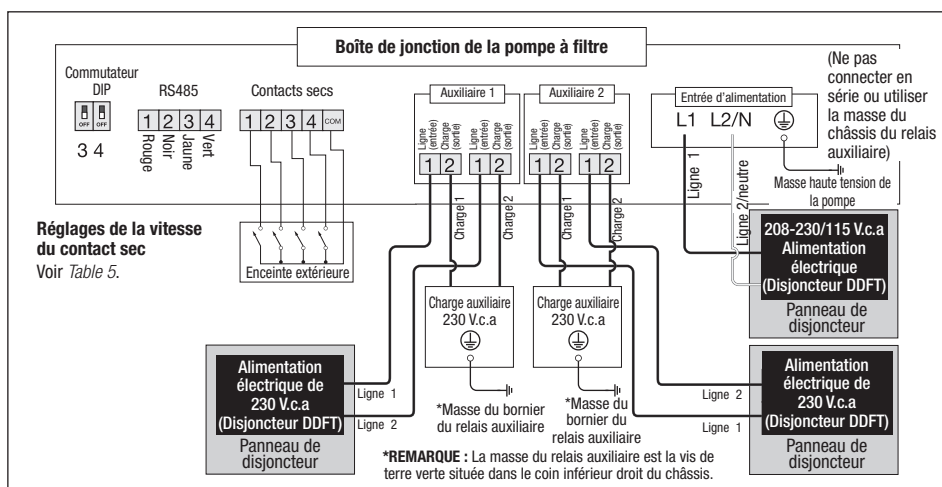 Boîte de jonction de la pompe à filtre
Commutateur
DIP
OFF
OFF
3 4
RS485
1 2 3 4
Rouge
Noir
Jaune
Vert
Contacts secs
1 2 3 4 COM
Enceinte extérieure
Réglages de la vitesse
du contact sec
Voir Table 5.
Auxiliaire 1
Ligne
(entrée)
Charge
(sortie)
Ligne
(entrée)
Charge
(sortie)
1 2
1 2
Charge 1
Charge 2
Auxiliaire 2
Ligne
(entrée)
Charge
(sortie)
Ligne
(entrée)
Charge
(sortie)
1 2
1 2
Charge 1
Charge 2
Entrée d'alimentation
L1 L2/N
Ligne 1
Ligne 2/neutre
(Ne pas
connecter en
série ou utiliser
la masse du
châssis du relais
auxiliaire)
Masse haute tension de
la pompe
208-230/115 V.c.a
Alimentation
électrique
(Disjoncteur DDFT)
Panneau de
disjoncteur
Charge auxiliaire
230 V.c.a
*Masse du bornier
du relais auxiliaire
Charge auxiliaire
230 V.c.a
*Masse du
bornier du
relais auxiliaire
Alimentation
électrique de
230 V.c.a
(Disjoncteur DDFT)
Panneau de
disjoncteur
Ligne 1
Ligne 2
Ligne 2
Ligne 1
Alimentation
électrique de
230 V.c.a
(Disjoncteur DDFT)
Panneau de
disjoncteur
*REMARQUE : La masse du relais auxiliaire est la vis de
terre verte située dans le coin inférieur droit du châssis.